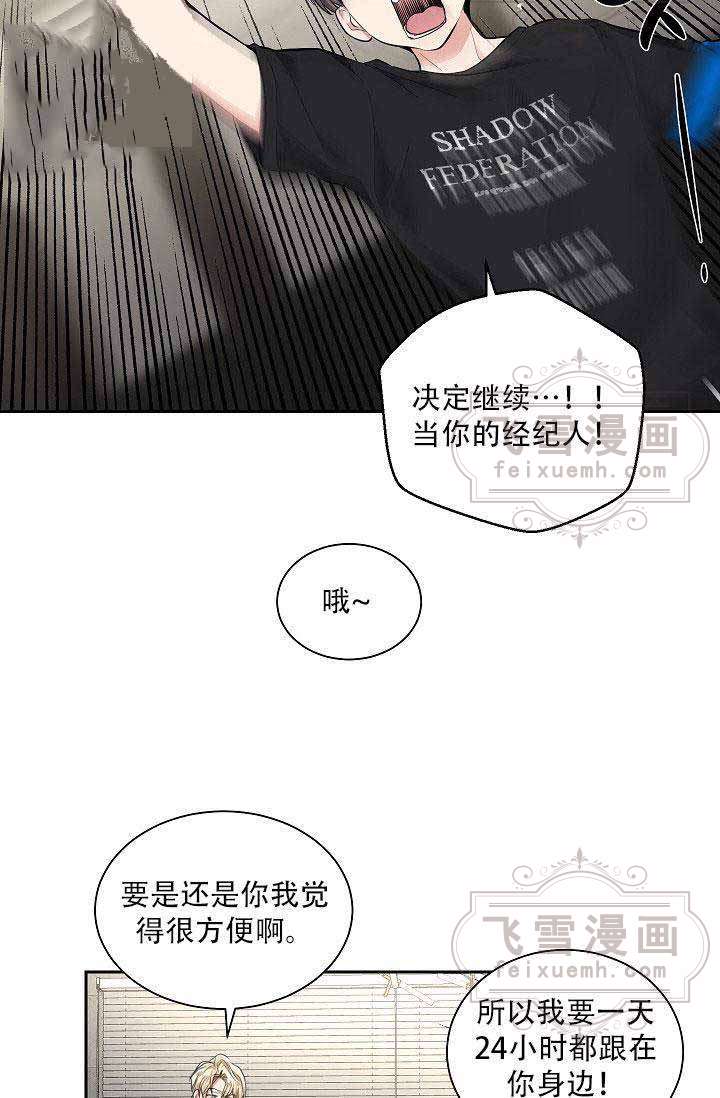 SHADOW
FEDERATION
决定继续…！！
当你的经纪人！
飞雪漫画
feixuemh.com
哦~
要是还是你我觉
得很方便啊。
飞雪漫画
feixuemh.com
所以我要一天
24小时都跟在
你身边！